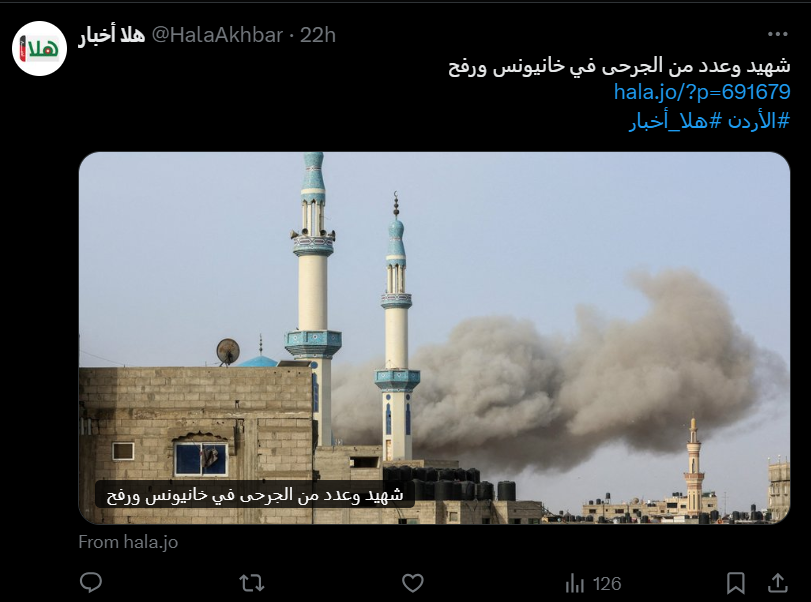 هلا أخبار @HalaAkhbar · 22h
هلا
شهيد وعدد من الجرحى في خانيونس ورفح
hala.jo/?p=691679
#الأردن #هلا_أخبار
شهيد وعدد من الجرحى في خانيونس ورفح
From hala.jo
126